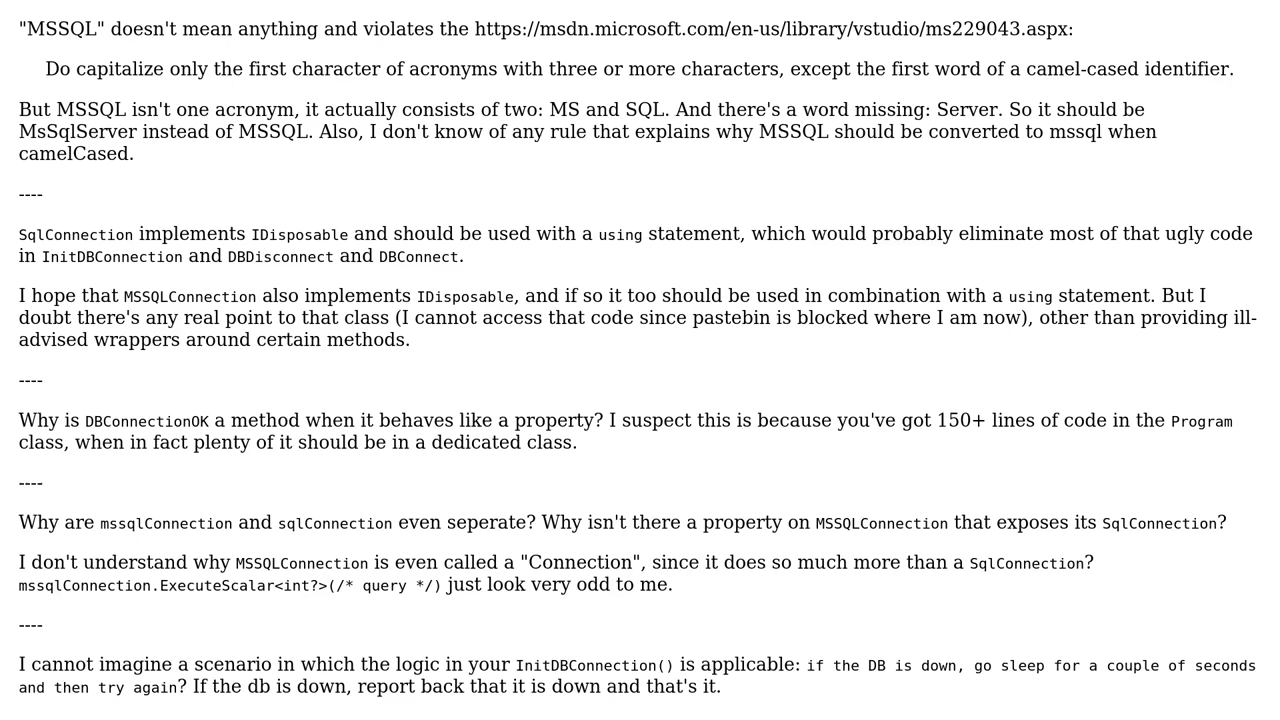 "MSSQL" doesn't mean anything and violates the https://msdn.microsoft.com/en-us/library/vstudio/ms229043.aspx:
Do capitalize only the first character of acronyms with three or more characters, except the first word of a camel-cased identifier.
But MSSQL isn't one acronym, it actually consists of two: MS and SQL. And there's a word missing: Server. So it should be
MsSqlServer instead of MSSQL. Also, I don't know of any rule that explains why MSSQL should be converted to mssql when
camelCased.
----
SqlConnection implements IDisposable and should be used with a using statement, which would probably eliminate most of that ugly code
in InitDBConnection and DBDisconnect and DBConnect.
I hope that MSSQLConnection also implements IDisposable, and if so it too should be used in combination with a using statement. But I
doubt there's any real point to that class (I cannot access that code since pastebin is blocked where I am now), other than providing ill-
advised wrappers around certain methods.
----
Why is DBConnectionOK a method when it behaves like a property? I suspect this is because you've got 150+ lines of code in the Program
class, when in fact plenty of it should be in a dedicated class.
----
Why are mssqlConnection and sqlConnection even seperate? Why isn't there a property on MSSQLConnection that exposes its SqlConnection?
I don't understand why MSSQLConnection is even called a "Connection", since it does so much more than a SqlConnection?
mssqlConnection.ExecuteScalar<int?>(/* query */) just look very odd to me.
----
I cannot imagine a scenario in which the logic in your InitDBConnection() is applicable: if the DB is down, go sleep for a couple of seconds
and then try again? If the db is down, report back that it is down and that's it.